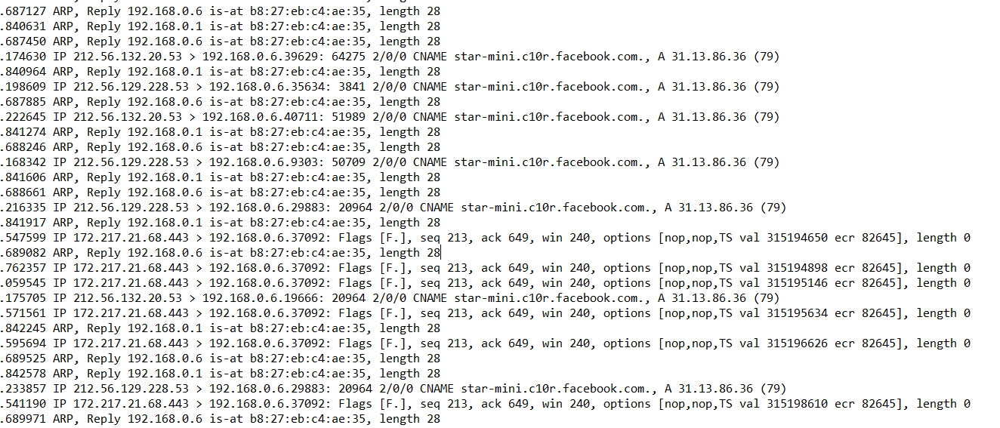 .687127 ARP, Reply 192.168.0.6 is-at b8:27:eb:c4:ae:35, length 28
.840631 ARP, Reply 192.168.0.1 is-at b8:27:eb:c4:ae:35, length 28
.687450 ARP, Reply 192.168.0.6 is-at b8:27:eb:c4:ae:35, length 28
.174630 IP 212.56.132.20.53 > 192.168.0.6.39629: 64275 2/0/0 CNAME star-mini.c10r.facebook.com., A 31.13.86.36 (79)
.840964 ARP, Reply 192.168.0.1 is-at b8:27:eb:c4:ae:35, length 28
.198609 IP 212.56.129.228.53 > 192.168.0.6.35634: 3841 2/0/0 CNAME star-mini.c10r.facebook.com., A 31.13.86.36 (79)
.687885 ARP, Reply 192.168.0.6 is-at b8:27:eb:c4:ae:35, length 28
.222645 IP 212.56.132.20.53 > 192.168.0.6.40711: 51989 2/0/0 CNAME star-mini.c10r.facebook.com., A 31.13.86.36 (79)
.841274 ARP, Reply 192.168.0.1 is-at b8:27:eb:c4:ae:35, length 28
.688246 ARP, Reply 192.168.0.6 is-at b8:27:eb:c4:ae:35, length 28
.168342 IP 212.56.129.228.53 > 192.168.0.6.9303: 50709 2/0/0 CNAME star-mini.c10r.facebook.com., A 31.13.86.36 (79)
.841606 ARP, Reply 192.168.0.1 is-at b8:27:eb:c4:ae:35, length 28
.688661 ARP, Reply 192.168.0.6 is-at b8:27:eb:c4:ae:35, length 28
.216335 IP 212.56.129.228.53 > 192.168.0.6.29883: 20964 2/0/0 CNAME star-mini.c10r.facebook.com., A 31.13.86.36 (79)
.841917 ARP, Reply 192.168.0.1 is-at b8:27:eb:c4:ae:35, length 28
.547599 IP 172.217.21.68.443 > 192.168.0.6.37092: Flags [F.], seq 213, ack 649, win 240, options [nop,nop,TS val 315194650 ecr 82645], length 0
.689082 ARP, Reply 192.168.0.6 is-at b8:27:eb:c4:ae:35, length 28
.762357 IP 172.217.21.68.443 > 192.168.0.6.37092: Flags [F.], seq 213, ack 649, win 240, options [nop,nop,TS val 315194898 ecr 82645], length 0
.059545 IP 172.217.21.68.443 > 192.168.0.6.37092: Flags [F.], seq 213, ack 649, win 240, options [nop,nop,TS val 315195146 ecr 82645], length 0
.175705 IP 212.56.132.20.53 > 192.168.0.6.19666: 20964 2/0/0 CNAME star-mini.c10r.facebook.com., A 31.13.86.36 (79)
.571561 IP 172.217.21.68.443 > 192.168.0.6.37092: Flags [F.], seq 213, ack 649, win 240, options [nop,nop,TS val 315195634 ecr 82645], length 0
.842245 ARP, Reply 192.168.0.1 is-at b8:27:eb:c4:ae:35, length 28
.595694 IP 172.217.21.68.443 > 192.168.0.6.37092: Flags [F.], seq 213, ack 649, win 240, options [nop,nop,TS val 315196626 ecr 82645], length 0
.689525 ARP, Reply 192.168.0.6 is-at b8:27:eb:c4:ae:35, length 28
.842578 ARP, Reply 192.168.0.1 is-at b8:27:eb:c4:ae:35, length 28
.233857 IP 212.56.129.228.53 > 192.168.0.6.29883: 20964 2/0/0 CNAME star-mini.c10r.facebook.com., A 31.13.86.36 (79)
.541190 IP 172.217.21.68.443 > 192.168.0.6.37092: Flags [F.], seq 213, ack 649, win 240, options [nop,nop,TS val 315198610 ecr 82645], length 0
.689971 ARP, Reply 192.168.0.6 is-at b8:27:eb:c4:ae:35, length 28